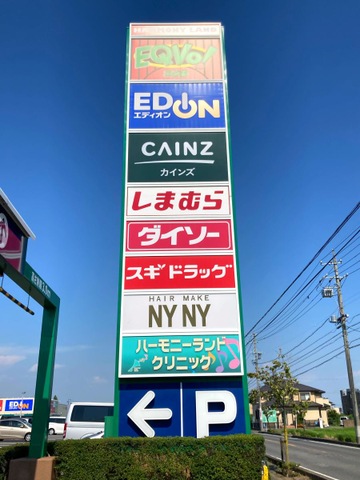 HARMONY LAND
EQVo!
EDION
エディオン
CAINZ
カインズ
しまむら
ダイソー
スギドラッグ
HAIR MAKE
NY NY
ハーモニーランド
クリニック
P
EDION